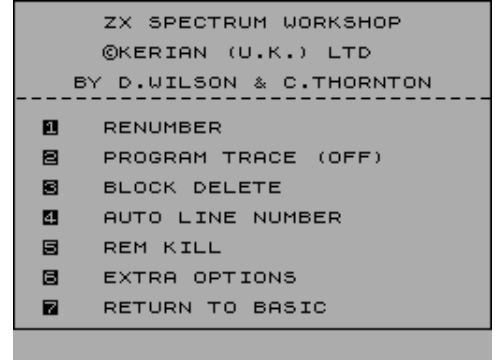 ZX SPECTRUM WORKSHOP
©KERIAN (U.K.) LTD
BY D.WILSON & C.THORNTON
1 RENUMBER
2 PROGRAM TRACE (OFF)
3 BLOCK DELETE
4 AUTO LINE NUMBER
5 REM KILL
6 EXTRA OPTIONS
7 RETURN TO BASIC